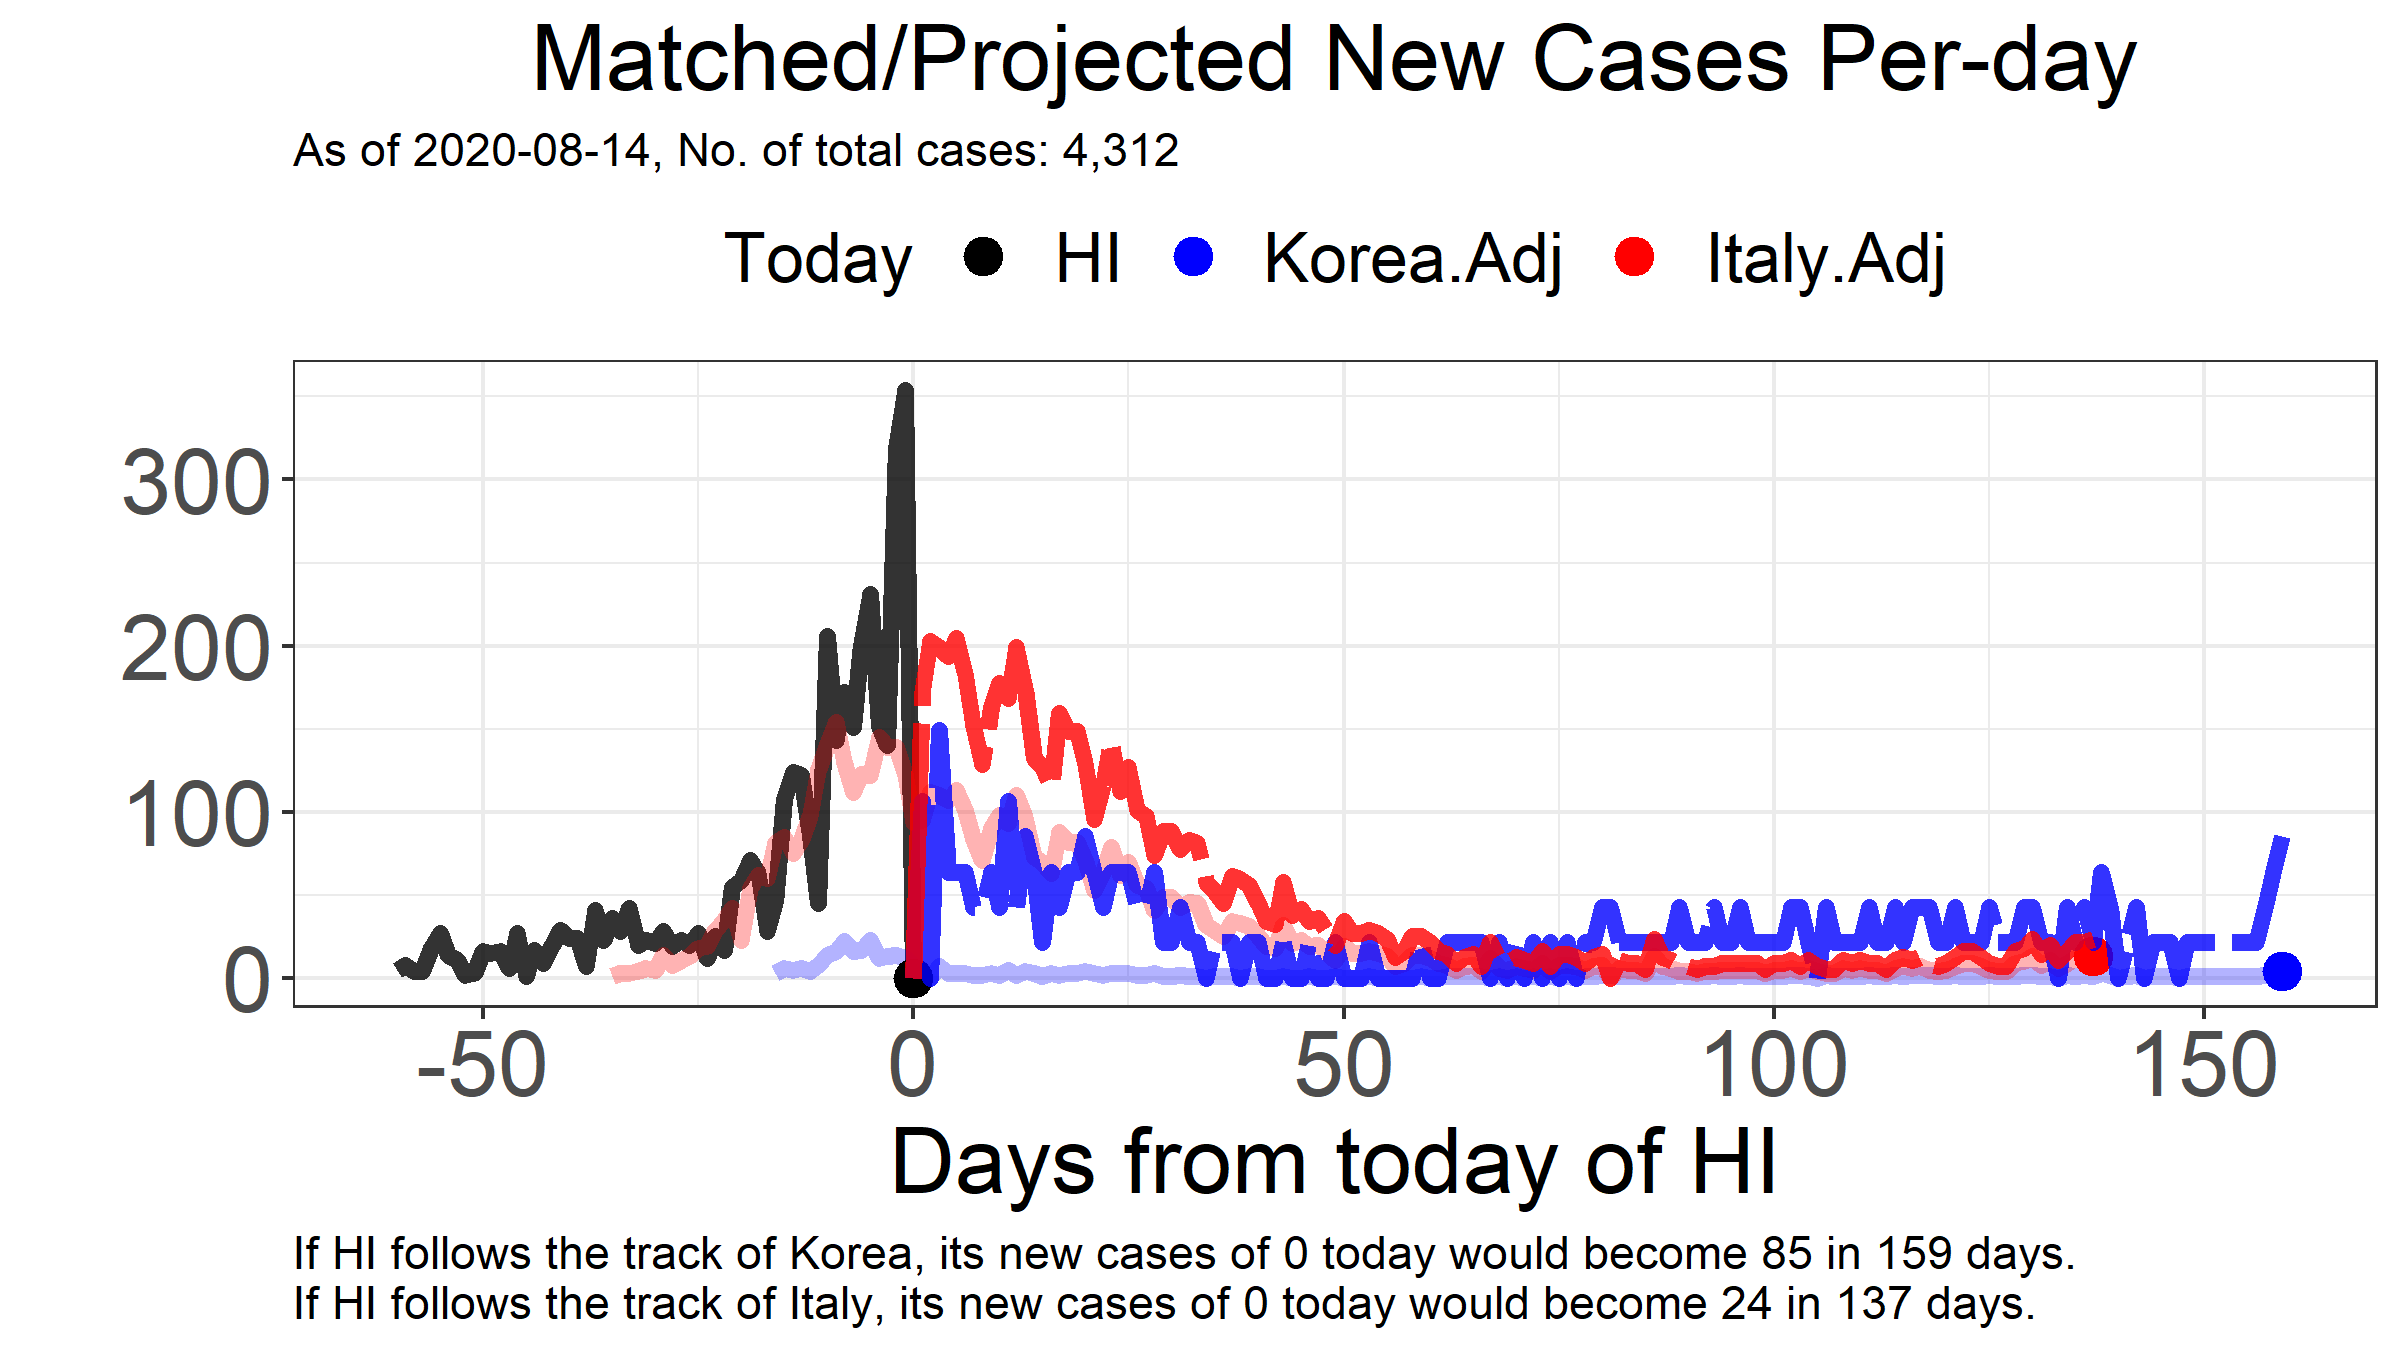 Matched/Projected New Cases Per-day
As of 2020-08-14, No. of total cases: 4,312
Today HI Korea.Adj Italy.Adj
300
200
100
0
-50 0 50 100 150
Days from today of HI
If HI follows the track of Korea, its new cases of 0 today would become 85 in 159 days.
If HI follows the track of Italy, its new cases of 0 today would become 24 in 137 days.